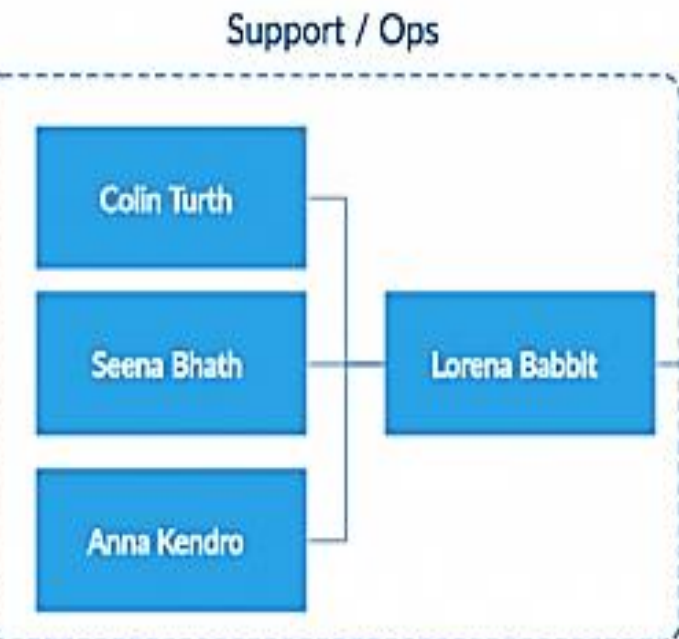 Support / Ops
Colin Turth
Seena Bhath
Lorena Babbit
Anna Kendro